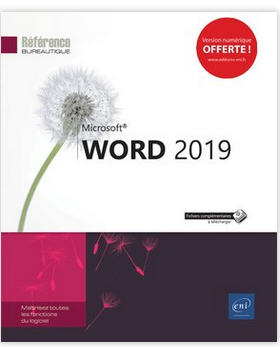 Référence
BUREAUTIQUE
Version numérique
OFFERTE !
www.editions-eni.fr
Microsoft®
WORD 2019
Fichiers complémentaires
à télécharger
Maîtrisez toutes
les fonctions
du logiciel
eni